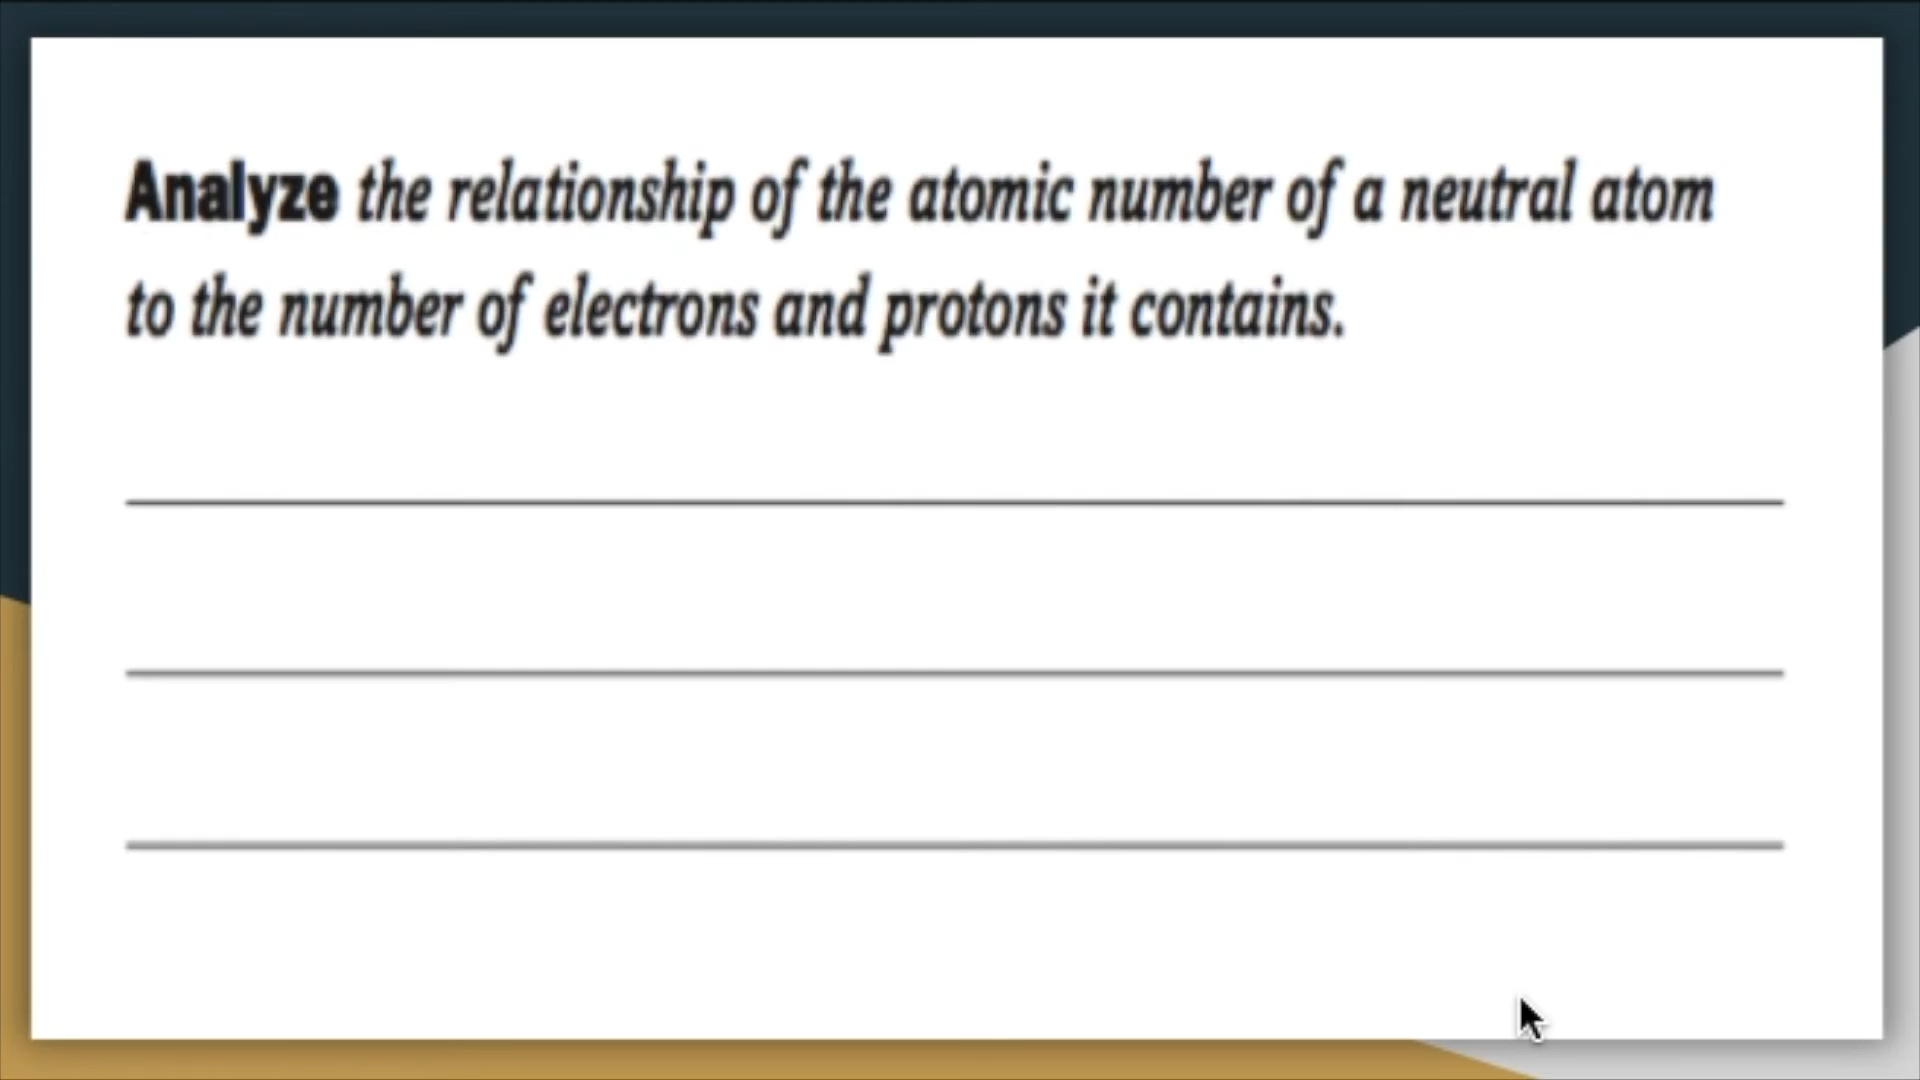 Analyze the relationship of the atomic number of a neutral atom
to the number of electrons and protons it contains.